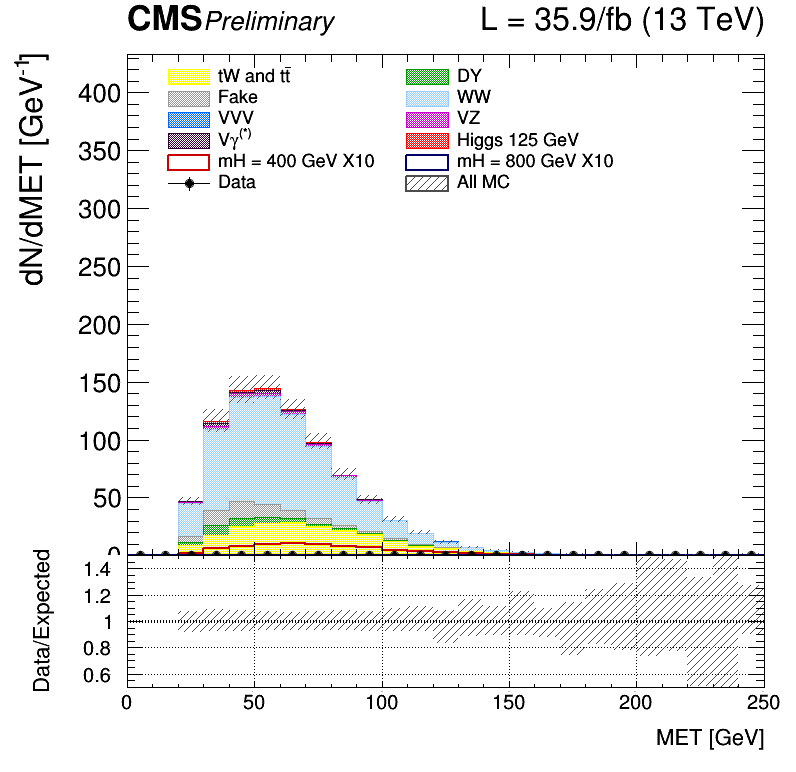 CMS Preliminary L = 35.9/fb (13 TeV)
dN/dMET [GeV⁻¹]
400
350
300
250
200
150
100
50
0
tW and tt̄
Fake
VVV
Vγ⁽*⁾
mH = 400 GeV X10
Data
DY
WW
VZ
Higgs 125 GeV
mH = 800 GeV X10
All MC
Data/Expected
1.4
1.2
1
0.8
0.6
0 50 100 150 200 250
MET [GeV]